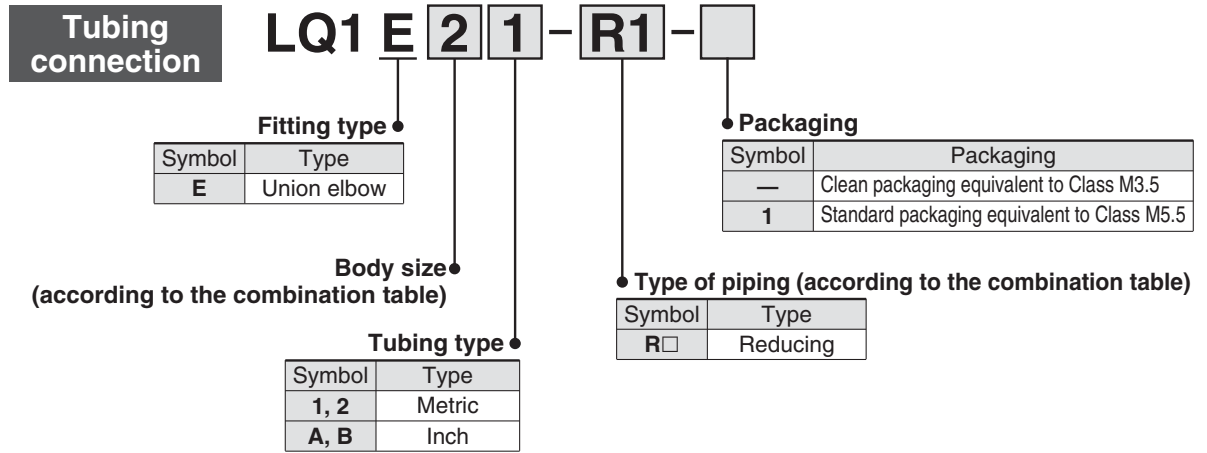 Tubing
connection
LQ1 E 2 1 – R1 – □
Fitting type
Symbol Type
E Union elbow
Packaging
Symbol Packaging
— Clean packaging equivalent to Class M3.5
1 Standard packaging equivalent to Class M5.5
Body size
(according to the combination table)
Type of piping (according to the combination table)
Symbol Type
R□ Reducing
Tubing type
Symbol Type
1, 2 Metric
A, B Inch